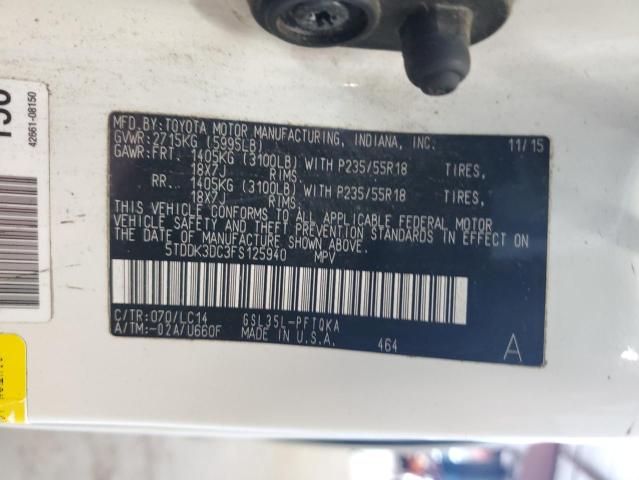 42661-08150
MFD. BY: TOYOTA MOTOR MANUFACTURING, INDIANA, INC. 11/15
GVWR: 2715KG (5995LB)
GAWR: FRT. 1405KG (3100LB) WITH P235/55R18 TIRES,
18X7J RIMS
RR. 1405KG (3100LB) WITH P235/55R18 TIRES,
18X7J RIMS
THIS VEHICLE CONFORMS TO ALL APPLICABLE FEDERAL MOTOR
VEHICLE SAFETY AND THEFT PREVENTION STANDARDS IN EFFECT ON
THE DATE OF MANUFACTURE SHOWN ABOVE.
5TDDK3DC3FS125940 MPV
C/TR: 070/LC14 GSL35L-PFTQKA
A/TM: -02A/U660F MADE IN U.S.A. 464 A